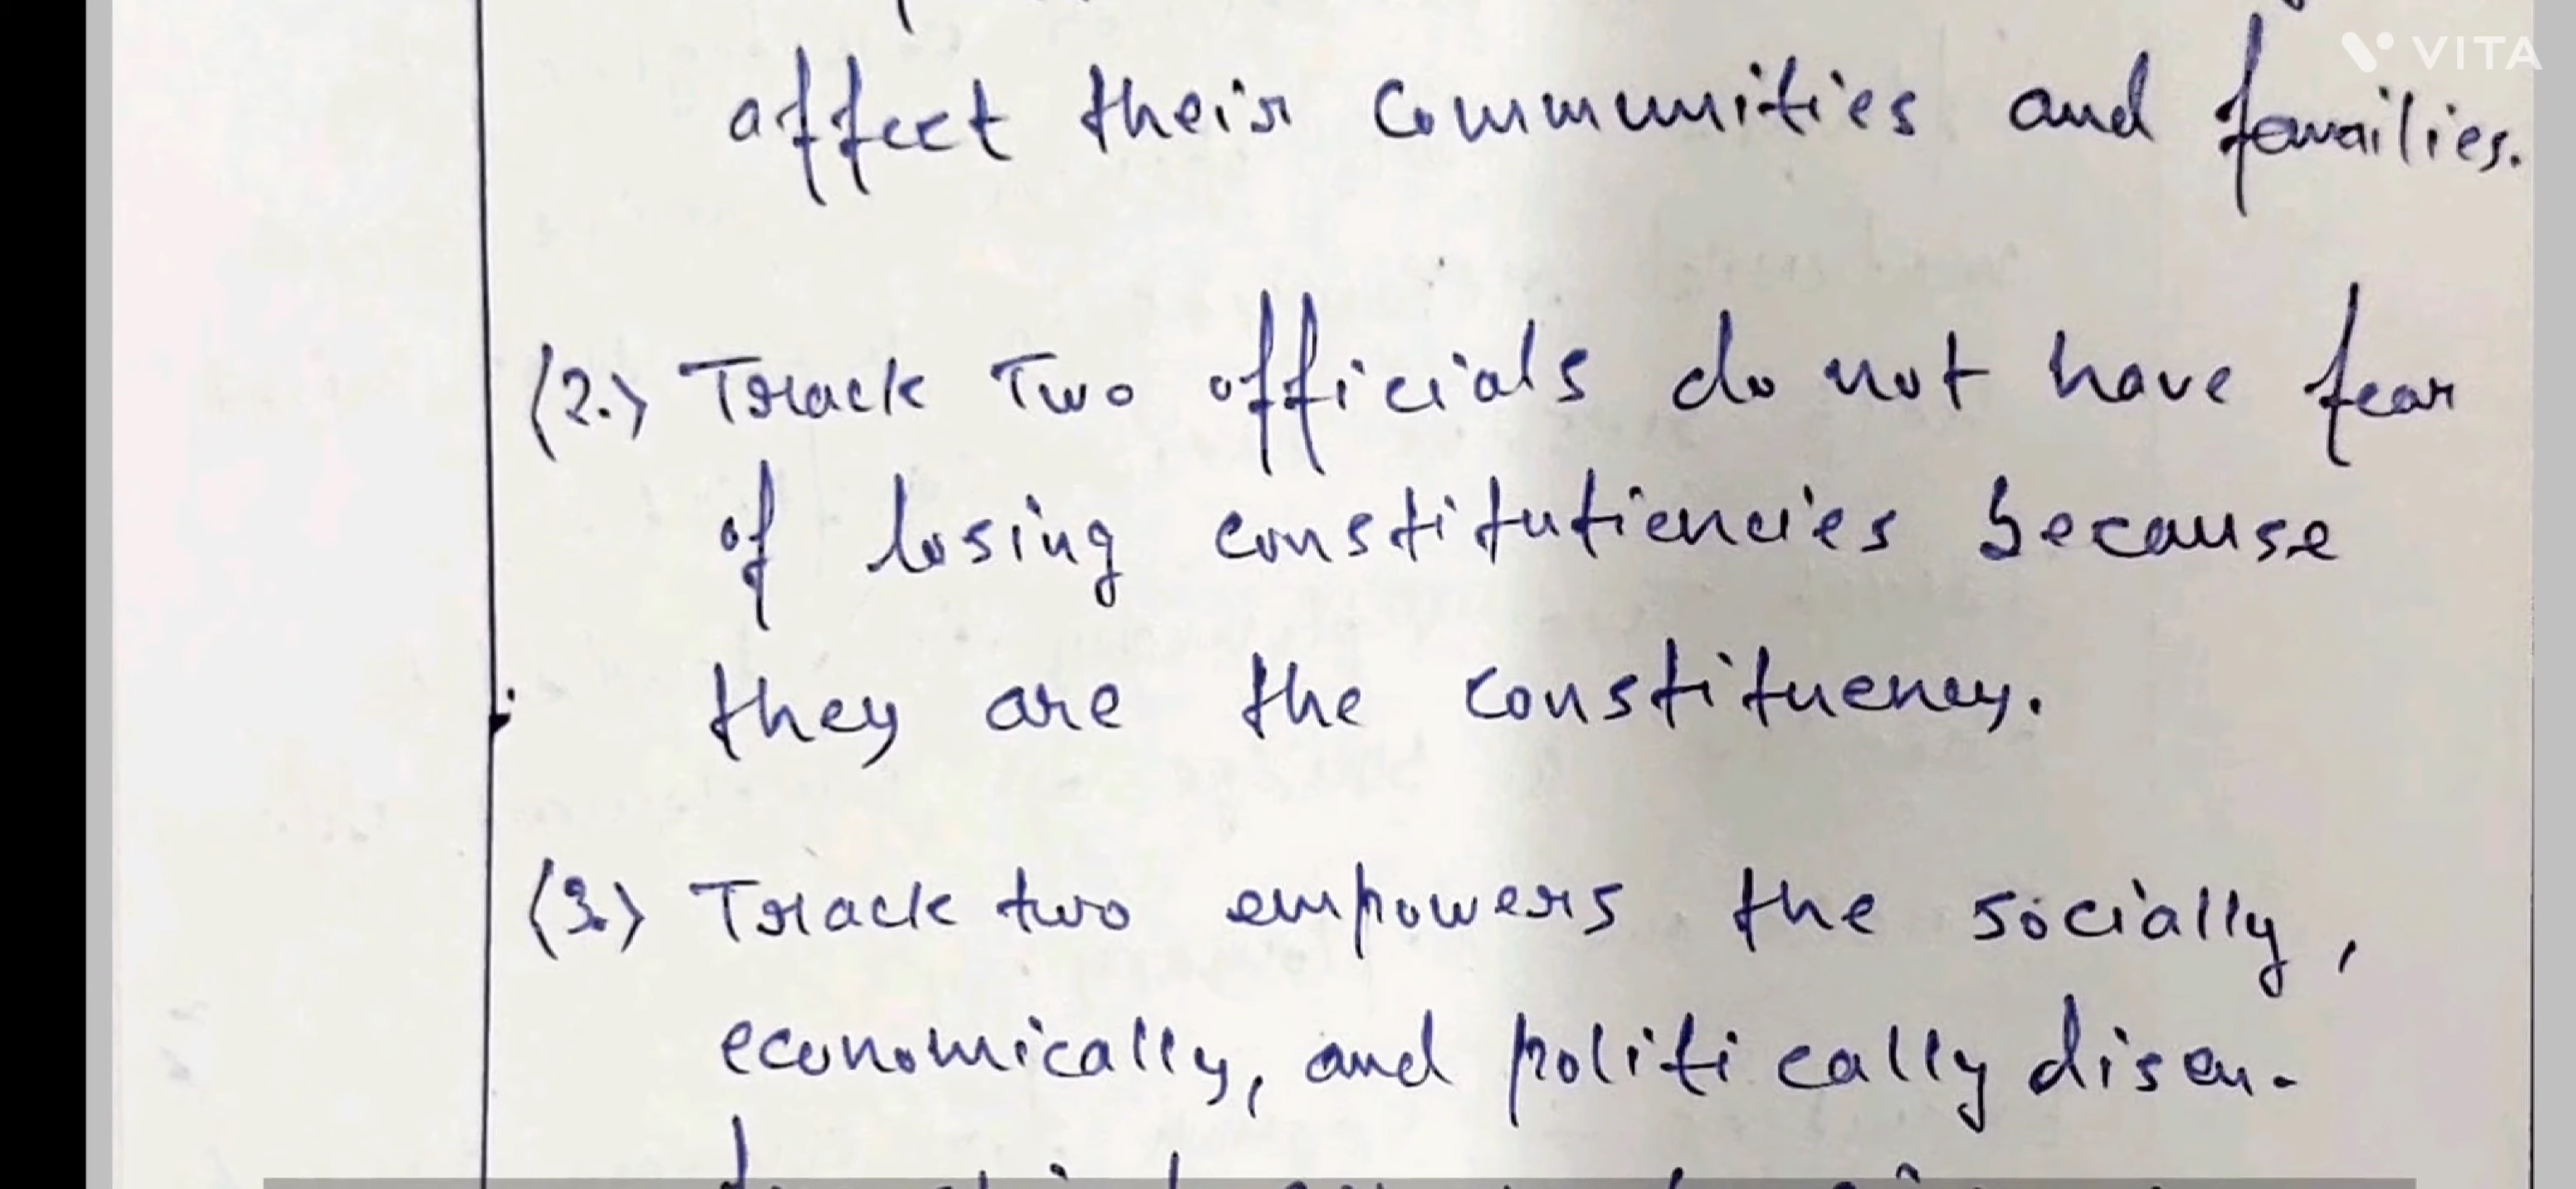 VITA
affect their communities and families.
(2.) Track Two officials do not have fear
of losing constitutiencies because
they are the constituency.
(3.) Track two empowers the socially,
economically, and politically disen-